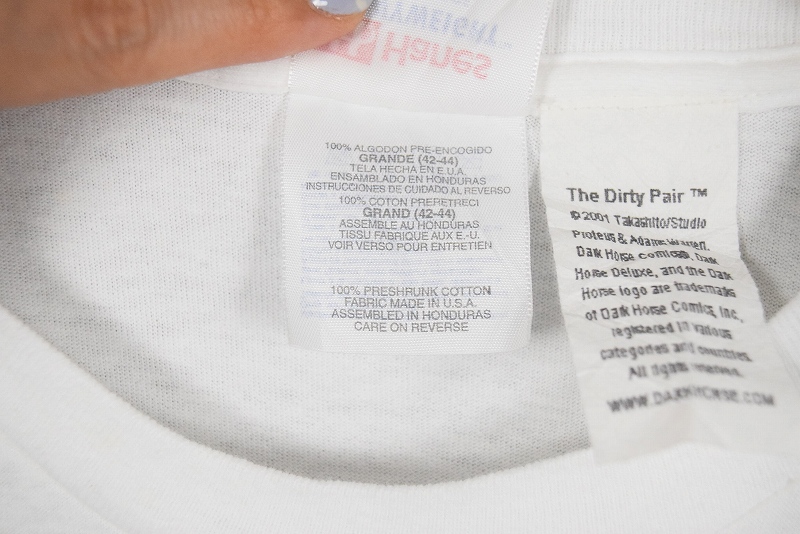 HEAVYWEIGHT
Hanes
100% ALGODON PRE-ENCOGIDO
GRANDE (42-44)
TELA HECHA EN E.U.A.
ENSAMBLADO EN HONDURAS
INSTRUCCIONES DE CUIDADO AL REVERSO
100% COTON PRERETRECI
GRAND (42-44)
ASSEMBLE AU HONDURAS
TISSU FABRIQUE AUX E.-U.
VOIR VERSO POUR ENTRETIEN
100% PRESHRUNK COTTON
FABRIC MADE IN U.S.A.
ASSEMBLED IN HONDURAS
CARE ON REVERSE
The Dirty Pair ™
©2001 Takashito/Studio
Proteus & Adam Warren.
Dark Horse Comics®, Dark
Horse Deluxe, and the Dark
Horse logo are trademarks
of Dark Horse Comics, Inc.,
registered in various
categories and countries.
All rights reserved.
WWW.DARKHORSE.COM